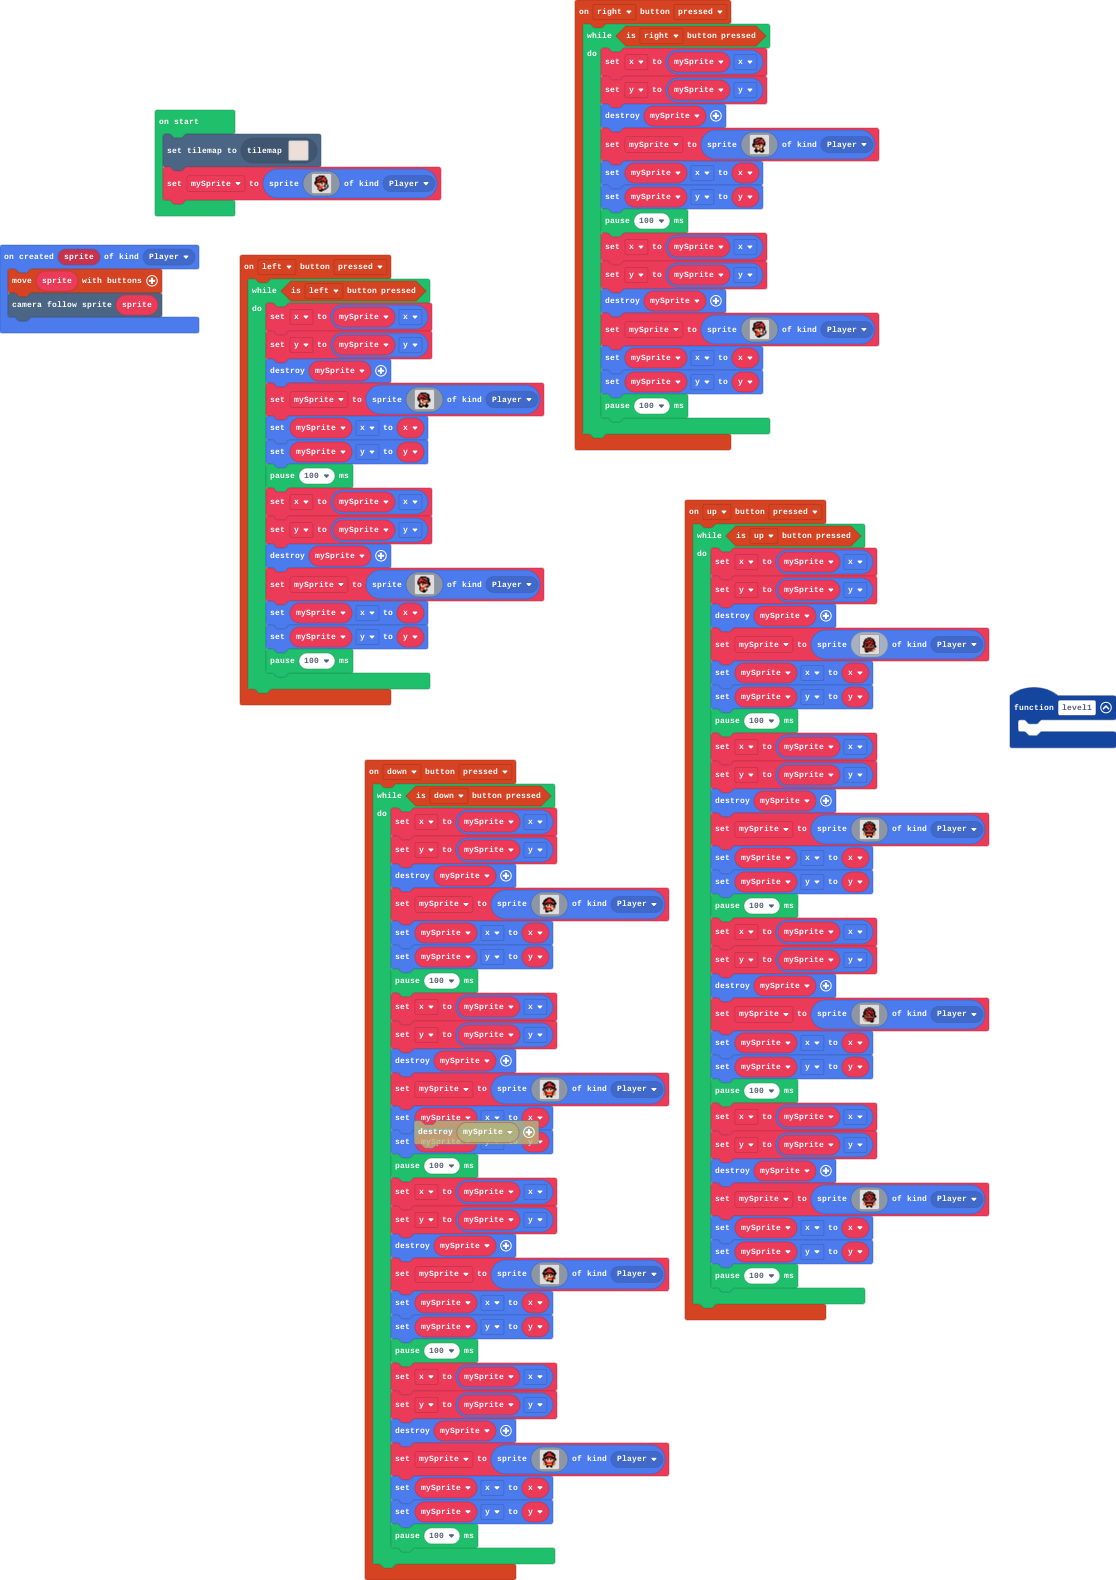 on start
set tilemap to tilemap
set mySprite to sprite of kind Player
on created sprite of kind Player
move sprite with buttons
camera follow sprite sprite
on left button pressed
while is left button pressed
do
set x to mySprite x
set y to mySprite y
destroy mySprite
set mySprite to sprite of kind Player
set mySprite x to x
set mySprite y to y
pause 100 ms
set x to mySprite x
set y to mySprite y
destroy mySprite
set mySprite to sprite of kind Player
set mySprite x to x
set mySprite y to y
pause 100 ms
on right button pressed
while is right button pressed
do
set x to mySprite x
set y to mySprite y
destroy mySprite
set mySprite to sprite of kind Player
set mySprite x to x
set mySprite y to y
pause 100 ms
set x to mySprite x
set y to mySprite y
destroy mySprite
set mySprite to sprite of kind Player
set mySprite x to x
set mySprite y to y
pause 100 ms
on up button pressed
while is up button pressed
do
set x to mySprite x
set y to mySprite y
destroy mySprite
set mySprite to sprite of kind Player
set mySprite x to x
set mySprite y to y
pause 100 ms
set x to mySprite x
set y to mySprite y
destroy mySprite
set mySprite to sprite of kind Player
set mySprite x to x
set mySprite y to y
pause 100 ms
set x to mySprite x
set y to mySprite y
destroy mySprite
set mySprite to sprite of kind Player
set mySprite x to x
set mySprite y to y
pause 100 ms
set x to mySprite x
set y to mySprite y
destroy mySprite
set mySprite to sprite of kind Player
set mySprite x to x
set mySprite y to y
pause 100 ms
function level1
on down button pressed
while is down button pressed
do
set x to mySprite x
set y to mySprite y
destroy mySprite
set mySprite to sprite of kind Player
set mySprite x to x
set mySprite y to y
pause 100 ms
set x to mySprite x
set y to mySprite y
destroy mySprite
set mySprite to sprite of kind Player
set mySprite x to x
destroy mySprite
set mySprite y to y
pause 100 ms
set x to mySprite x
set y to mySprite y
destroy mySprite
set mySprite to sprite of kind Player
set mySprite x to x
set mySprite y to y
pause 100 ms
set x to mySprite x
set y to mySprite y
destroy mySprite
set mySprite to sprite of kind Player
set mySprite x to x
set mySprite y to y
pause 100 ms